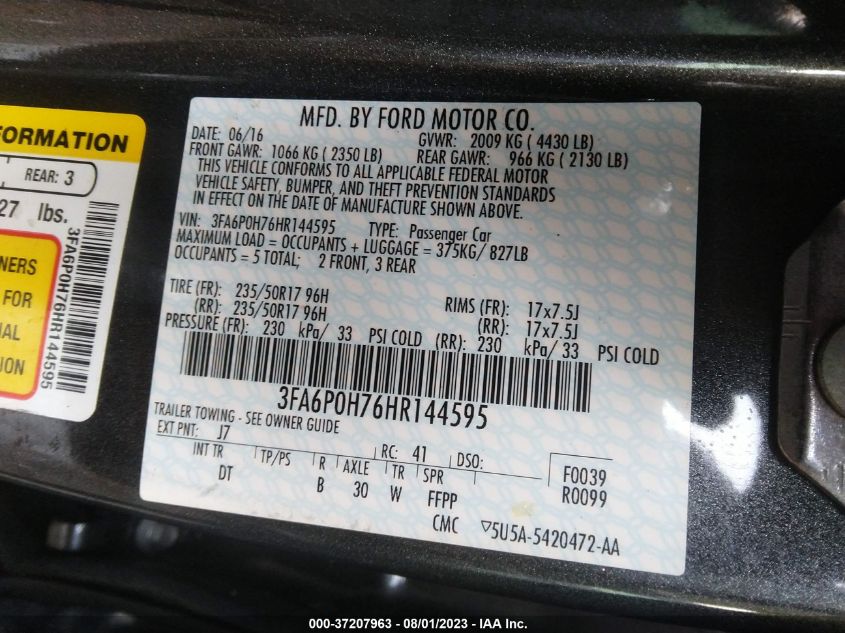 FORMATION
REAR: 3
27 lbs.
NERS
FOR
3FA6P0H76HR144595
MFD. BY FORD MOTOR CO.
DATE: 06/16 GVWR: 2009 KG ( 4430 LB)
FRONT GAWR: 1066 KG ( 2350 LB) REAR GAWR: 966 KG ( 2130 LB)
THIS VEHICLE CONFORMS TO ALL APPLICABLE FEDERAL MOTOR
VEHICLE SAFETY, BUMPER, AND THEFT PREVENTION STANDARDS
IN EFFECT ON THE DATE OF MANUFACTURE SHOWN ABOVE.
VIN: 3FA6P0H76HR144595 TYPE: Passenger Car
MAXIMUM LOAD = OCCUPANTS + LUGGAGE = 375KG/ 827LB
OCCUPANTS = 5 TOTAL; 2 FRONT, 3 REAR
TIRE (FR): 235/50R17 96H RIMS (FR): 17x7.5J
(RR): 235/50R17 96H (RR): 17x7.5J
PRESSURE (FR): 230 kPa/ 33 PSI COLD (RR): 230 kPa/ 33 PSI COLD
3FA6P0H76HR144595
TRAILER TOWING - SEE OWNER GUIDE
EXT PNT: J7 RC: 41 DSO: F0039
INT TR TP/PS R AXLE TR SPR R0099
DT B 30 W FFPP
CMC ▽5U5A-5420472-AA
000-37207963 - 08/01/2023 - IAA Inc.